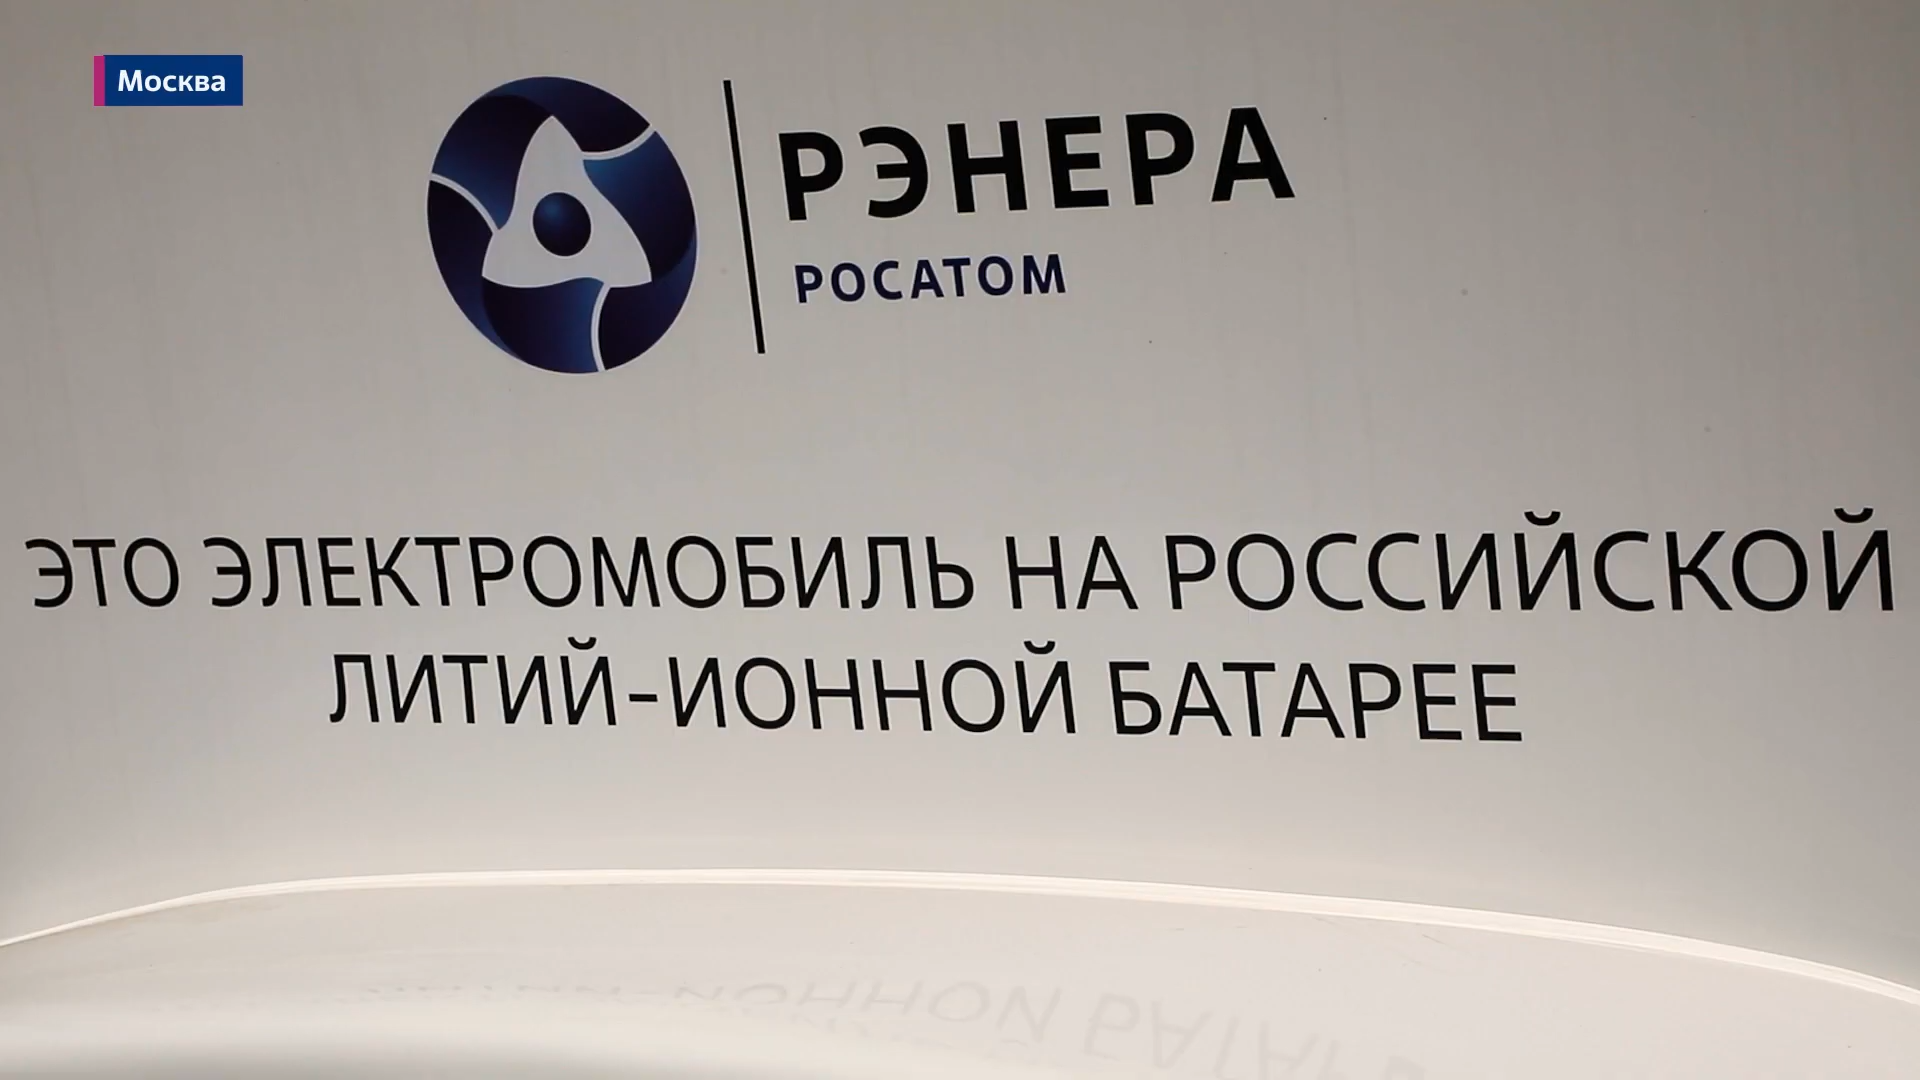 Москва
РЭНЕРА
РОСАТОМ
ЭТО ЭЛЕКТРОМОБИЛЬ НА РОССИЙСКОЙ
ЛИТИЙ-ИОННОЙ БАТАРЕЕ